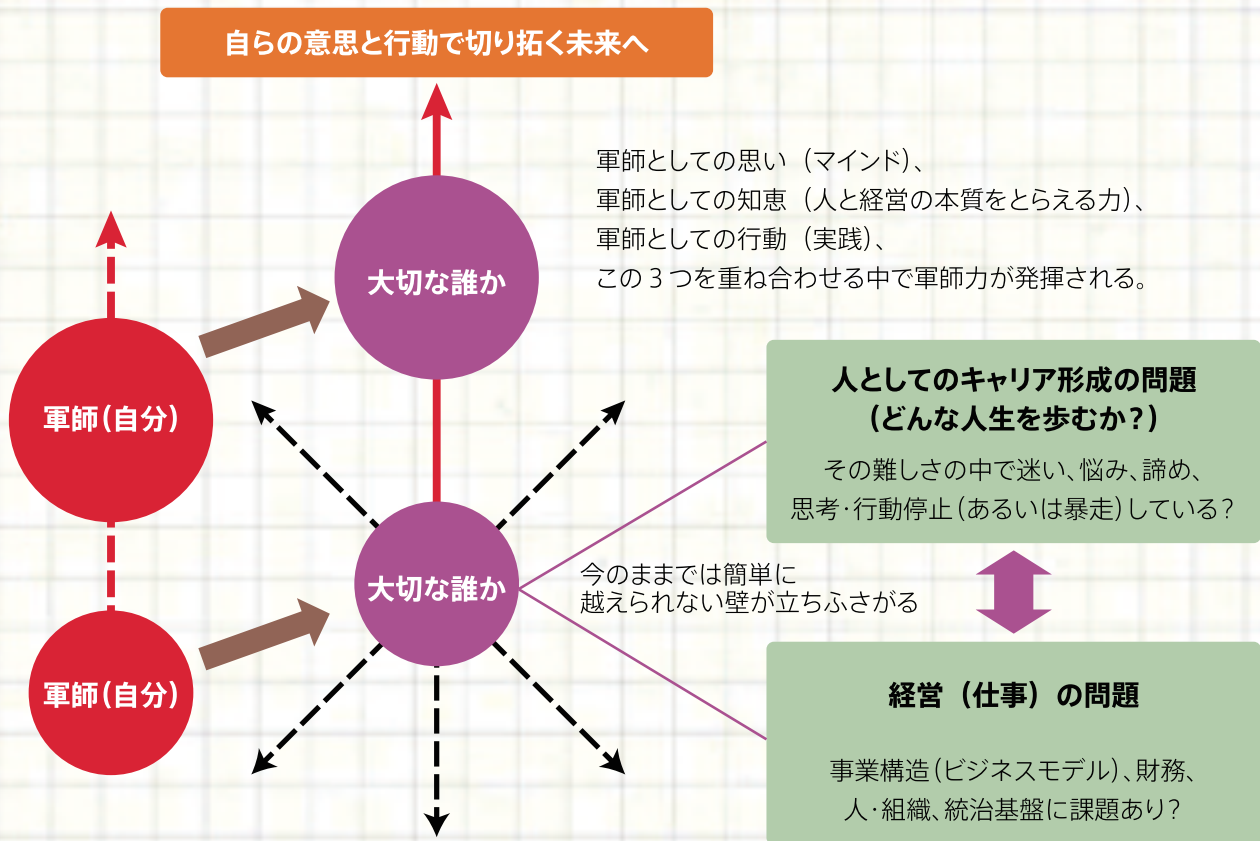 自らの意思と行動で切り拓く未来へ
軍師としての思い（マインド）、
軍師としての知恵（人と経営の本質をとらえる力）、
軍師としての行動（実践）、
この3つを重ね合わせる中で軍師力が発揮される。
大切な誰か
軍師（自分）
人としてのキャリア形成の問題
（どんな人生を歩むか？）
その難しさの中で迷い、悩み、諦め、
思考・行動停止（あるいは暴走）している？
大切な誰か
今のままでは簡単に
越えられない壁が立ちふさがる
軍師（自分）
経営（仕事）の問題
事業構造（ビジネスモデル）、財務、
人・組織、統治基盤に課題あり？